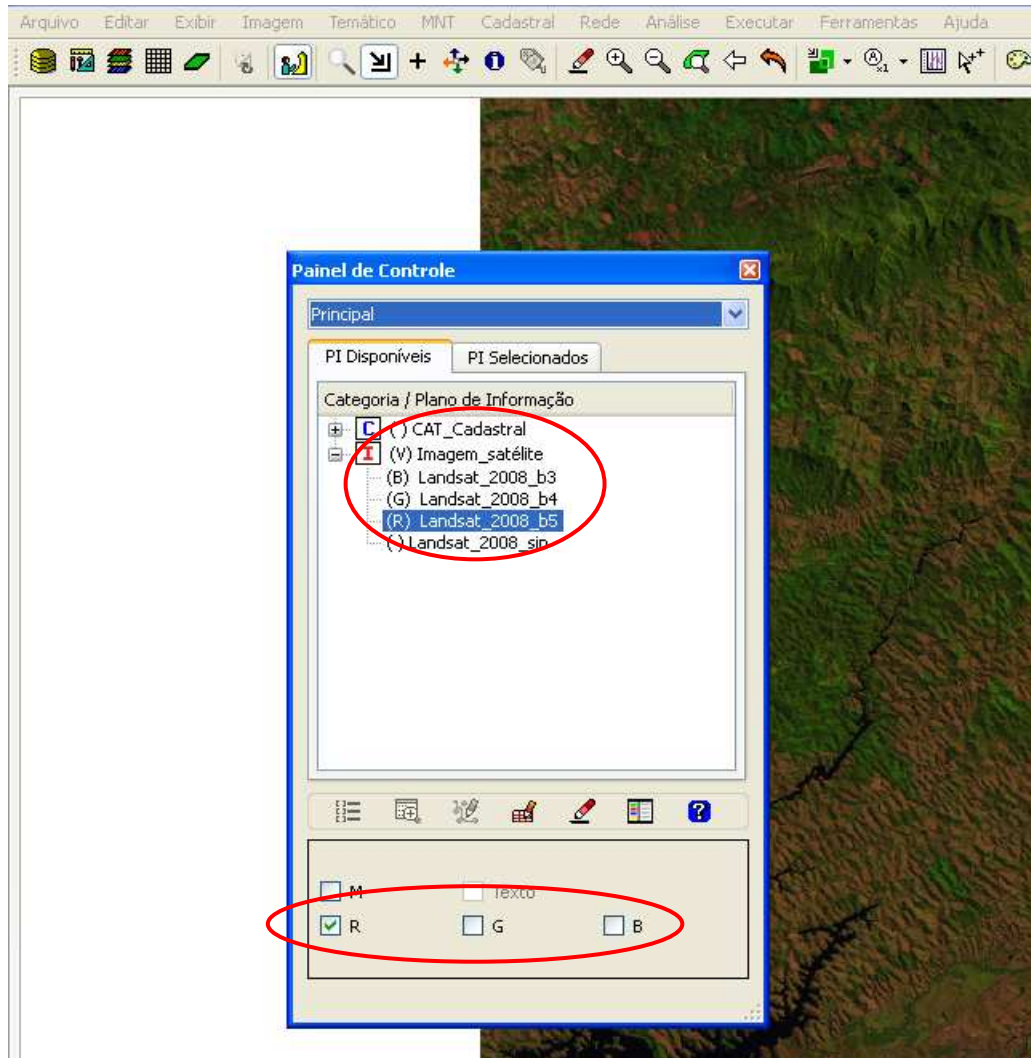 Arquivo Editar Exibir Imagem Temático MNT Cadastral Rede Análise Executar Ferramentas Ajuda
Painel de Controle
Principal
PI Disponíveis PI Selecionados
Categoria / Plano de Informação
C ( ) CAT_Cadastral
I (V) Imagem_satélite
(B) Landsat_2008_b3
(G) Landsat_2008_b4
(R) Landsat_2008_b5
( ) Landsat_2008_sin
M Texto
R G B